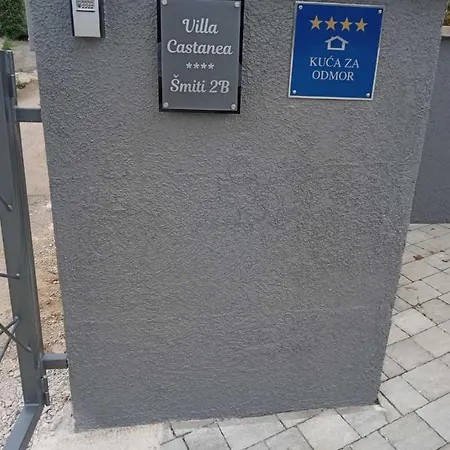 Villa
Castanea
****
Šmiti 2B
KUĆA ZA
ODMOR